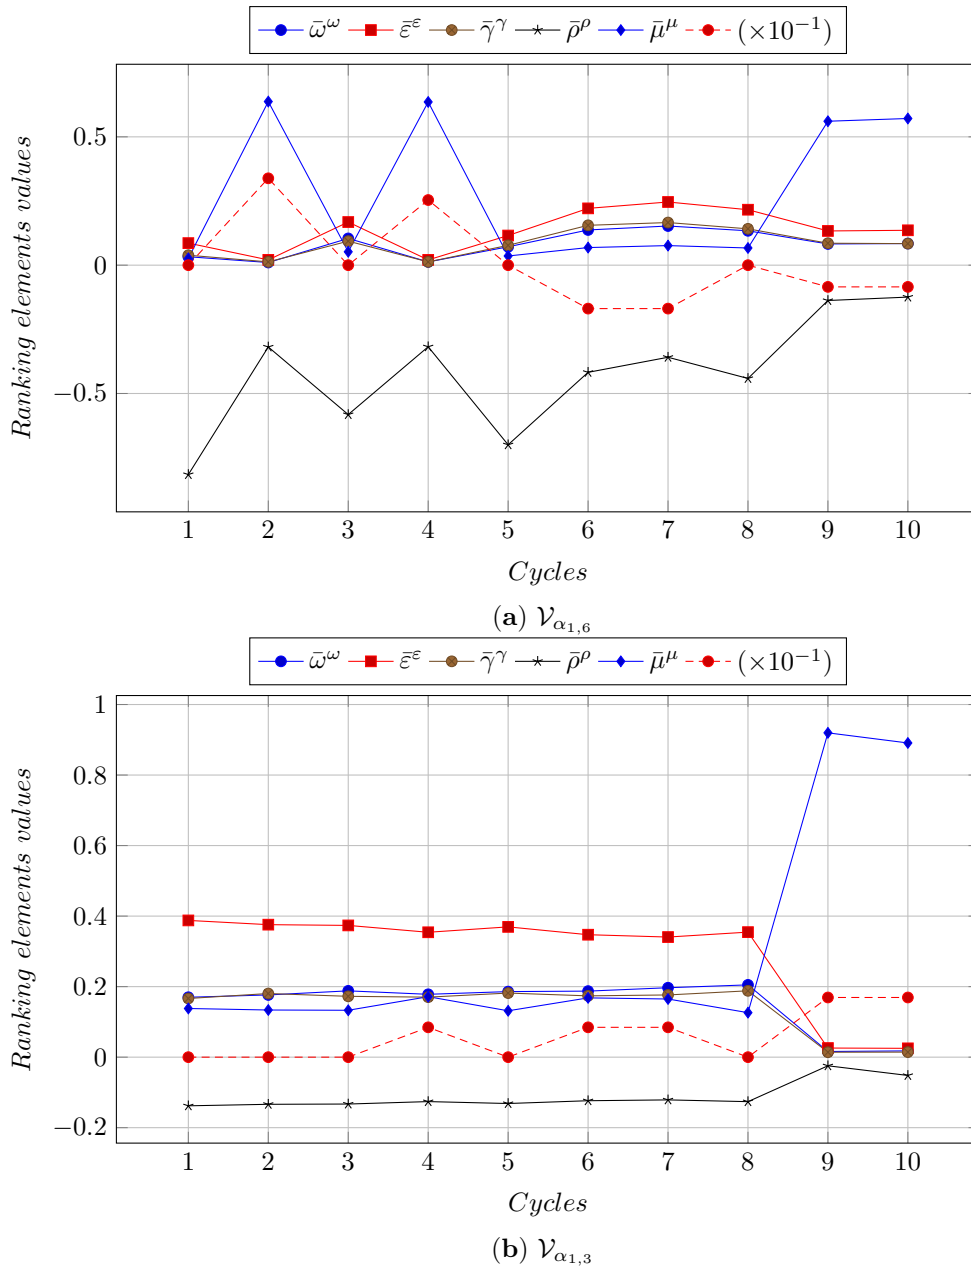 ω̄^ω ε̄^ε γ̄^γ ρ̄^ρ μ̄^μ (×10⁻¹)
0.5
0
−0.5
Ranking elements values
1 2 3 4 5 6 7 8 9 10
Cycles
(a) 𝒱_α₁,₆
ω̄^ω ε̄^ε γ̄^γ ρ̄^ρ μ̄^μ (×10⁻¹)
1
0.8
0.6
0.4
0.2
0
−0.2
Ranking elements values
1 2 3 4 5 6 7 8 9 10
Cycles
(b) 𝒱_α₁,₃